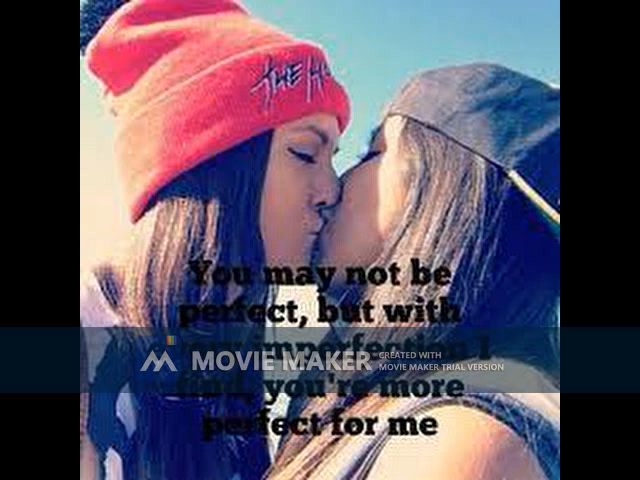 THE H
You may not be
perfect, but with
every imperfection I
MOVIE MAKER
CREATED WITH
MOVIE MAKER TRIAL VERSION
find, you're more
perfect for me